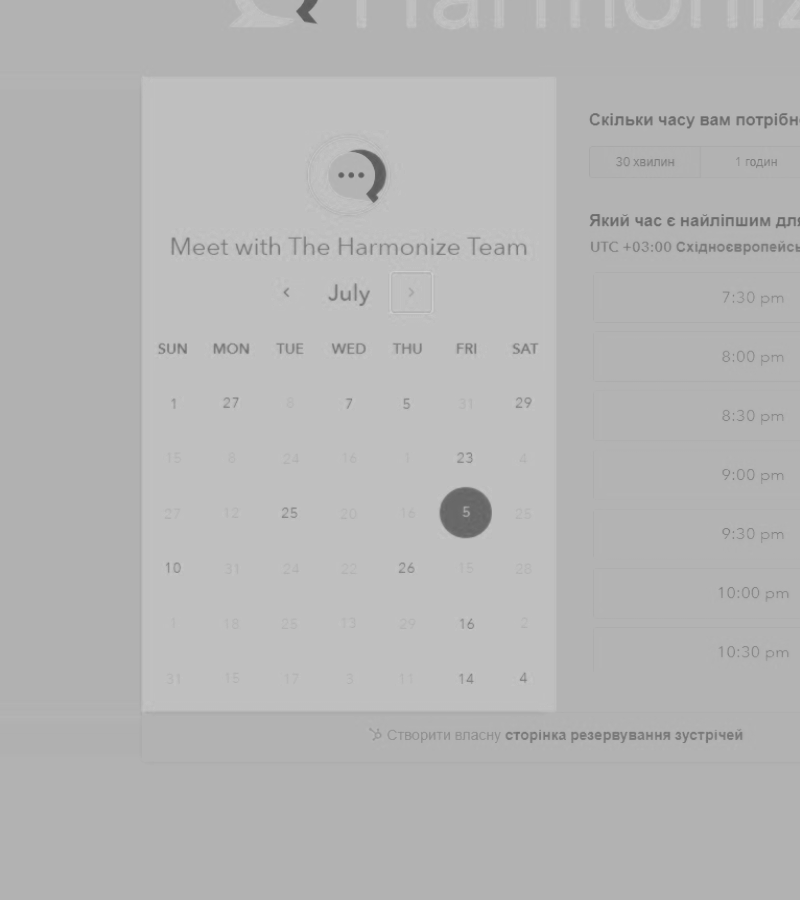 Harmoniz
Meet with The Harmonize Team
July
SUN MON TUE WED THU FRI SAT
1 27 8 7 5 31 29
15 8 24 16 1 23 4
27 12 25 20 16 5 25
10 31 24 22 26 15 28
1 18 25 13 29 16 2
31 15 17 3 11 14 4
Скільки часу вам потрібн
30 хвилин 1 годин
Який час є найліпшим для
UTC +03:00 Східноєвропейсь
7:30 pm
8:00 pm
8:30 pm
9:00 pm
9:30 pm
10:00 pm
10:30 pm
Створити власну сторінка резервування зустрічей